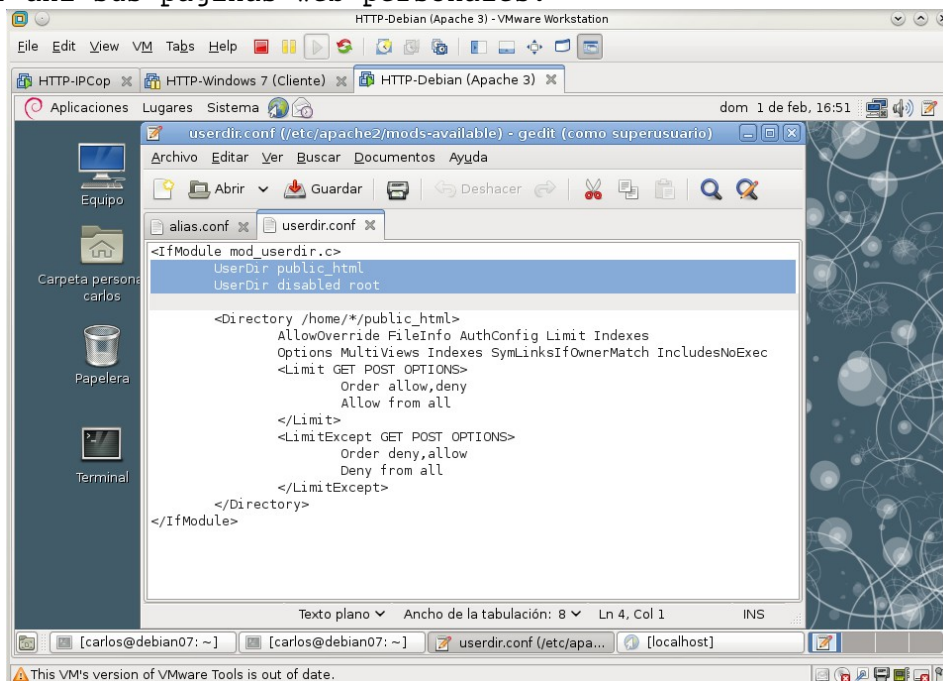 HTTP-Debian (Apache 3) - VMware Workstation
File Edit View VM Tabs Help
HTTP-IPCop HTTP-Windows 7 (Cliente) HTTP-Debian (Apache 3)
Aplicaciones Lugares Sistema dom 1 de feb, 16:51
userdir.conf (/etc/apache2/mods-available) - gedit (como superusuario)
Archivo Editar Ver Buscar Documentos Ayuda
Abrir Guardar Deshacer
alias.conf userdir.conf
<IfModule mod_userdir.c>
UserDir public_html
UserDir disabled root
<Directory /home/*/public_html>
AllowOverride FileInfo AuthConfig Limit Indexes
Options MultiViews Indexes SymLinksIfOwnerMatch IncludesNoExec
<Limit GET POST OPTIONS>
Order allow,deny
Allow from all
</Limit>
<LimitExcept GET POST OPTIONS>
Order deny,allow
Deny from all
</LimitExcept>
</Directory>
</IfModule>
Equipo
Carpeta persona
carlos
Papelera
Terminal
Texto plano Ancho de la tabulación: 8 Ln 4, Col 1 INS
[carlos@debian07: ~] [carlos@debian07: ~] userdir.conf (/etc/apa... [localhost]
This VM's version of VMware Tools is out of date.